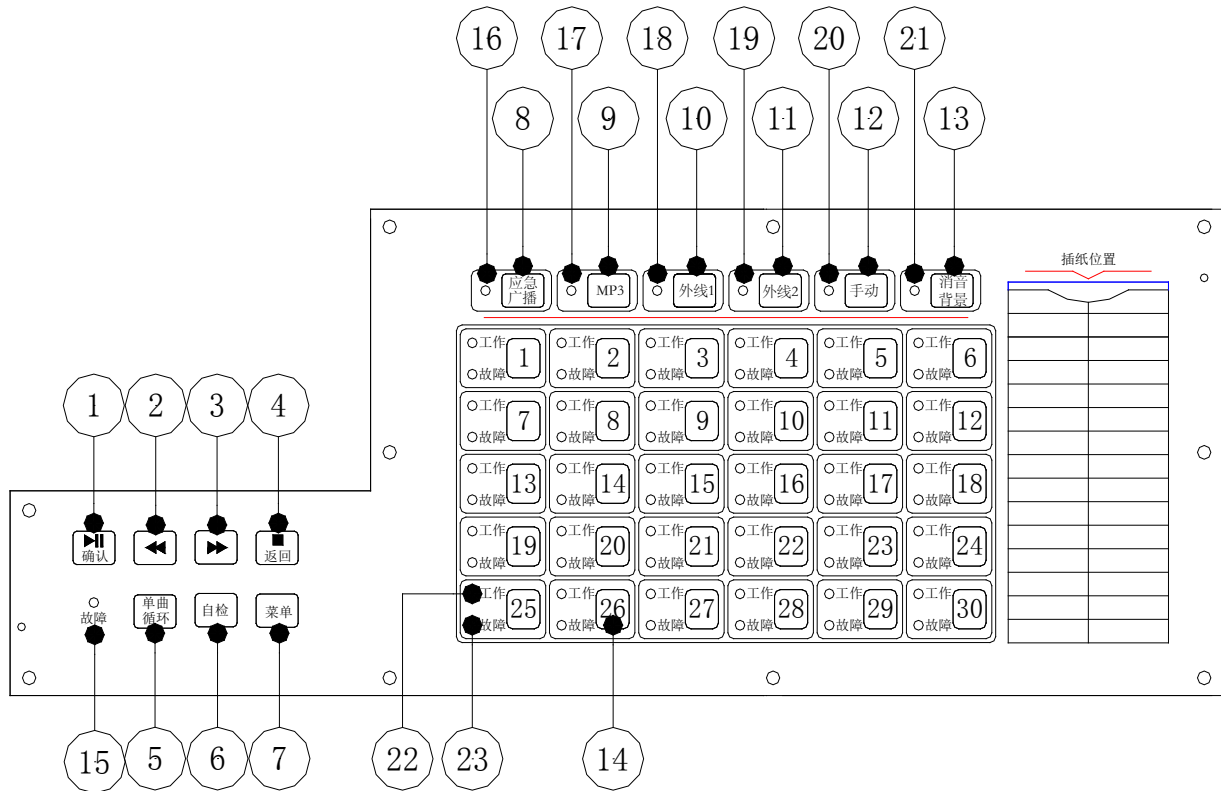 16 17 18 19 20 21
8 9 10 11 12 13
插纸位置
应急 广播 MP3 外线1 外线2 手动 消音 背景
工作 1 工作 2 工作 3 工作 4 工作 5 工作 6
故障 故障 故障 故障 故障 故障
1 2 3 4
工作 7 工作 8 工作 9 工作 10 工作 11 工作 12
故障 故障 故障 故障 故障 故障
工作 13 工作 14 工作 15 工作 16 工作 17 工作 18
故障 故障 故障 故障 故障 故障
确认 返回
工作 19 工作 20 工作 21 工作 22 工作 23 工作 24
故障 故障 故障 故障 故障 故障
故障 单曲 循环 自检 菜单
工作 25 工作 26 工作 27 工作 28 工作 29 工作 30
故障 故障 故障 故障 故障 故障
15 5 6 7 22 23 14